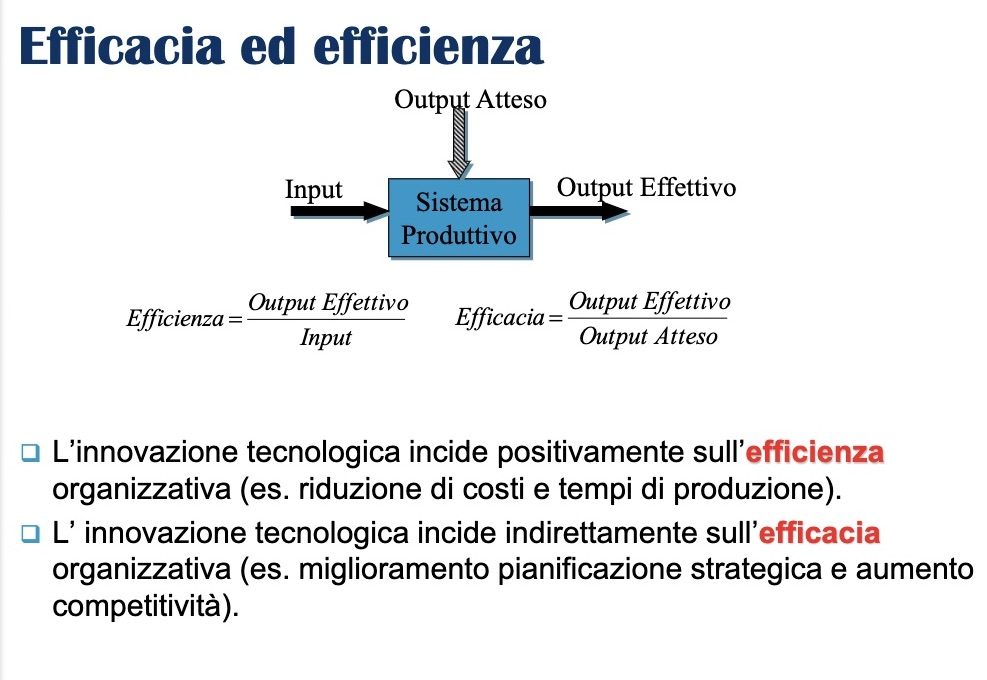 Efficacia ed efficienza
Output Atteso
Input
Output Effettivo
Sistema
Produttivo
Efficienza = Output Effettivo / Input
Efficacia = Output Effettivo / Output Atteso
❑ L’innovazione tecnologica incide positivamente sull’efficienza
organizzativa (es. riduzione di costi e tempi di produzione).
❑ L’ innovazione tecnologica incide indirettamente sull’efficacia
organizzativa (es. miglioramento pianificazione strategica e aumento
competitività).